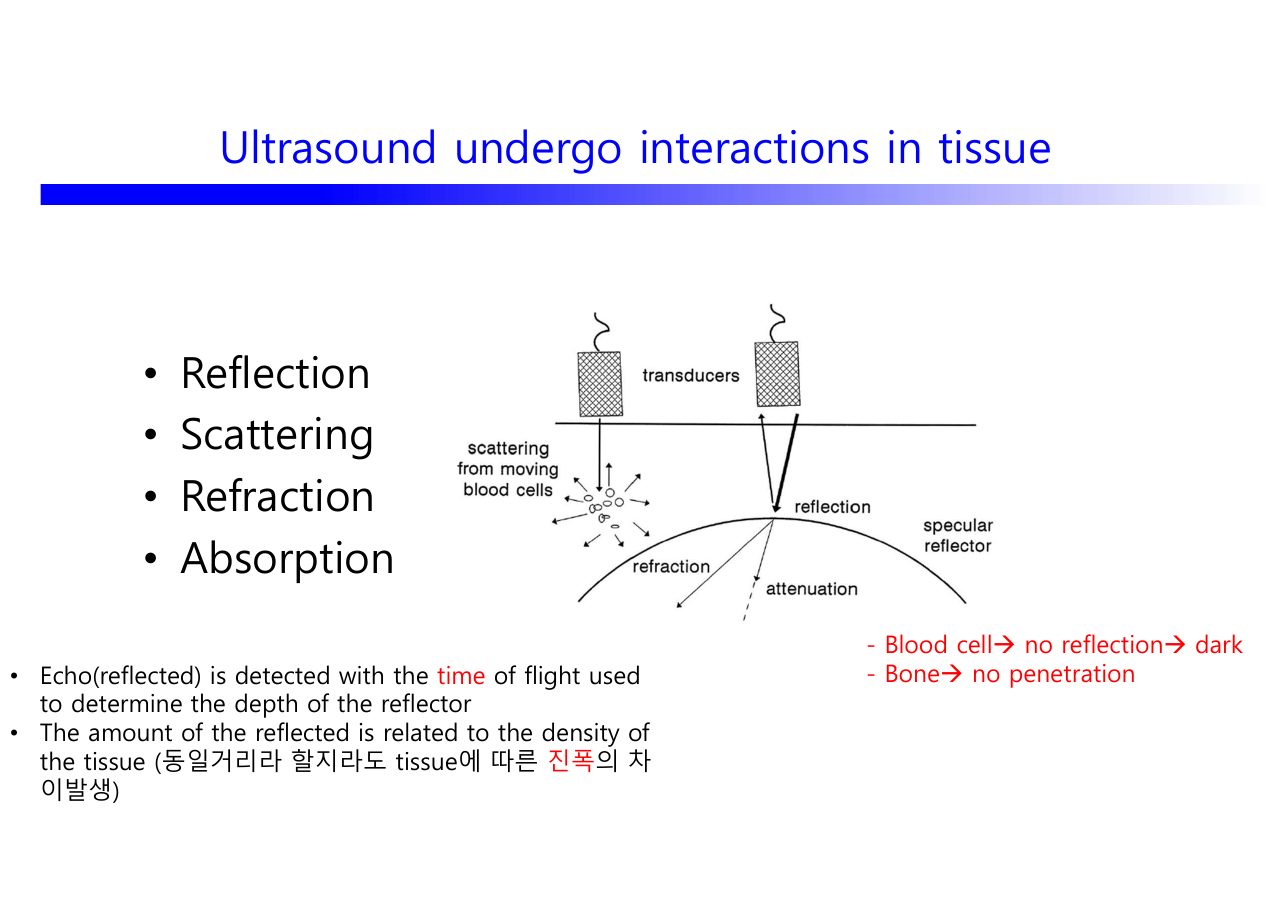 Ultrasound undergo interactions in tissue
• Reflection
• Scattering
• Refraction
• Absorption
transducers
scattering
from moving
blood cells
reflection
specular
reflector
refraction
attenuation
- Blood cell→ no reflection→ dark
- Bone→ no penetration
• Echo(reflected) is detected with the time of flight used
to determine the depth of the reflector
• The amount of the reflected is related to the density of
the tissue (동일거리라 할지라도 tissue에 따른 진폭의 차
이발생)